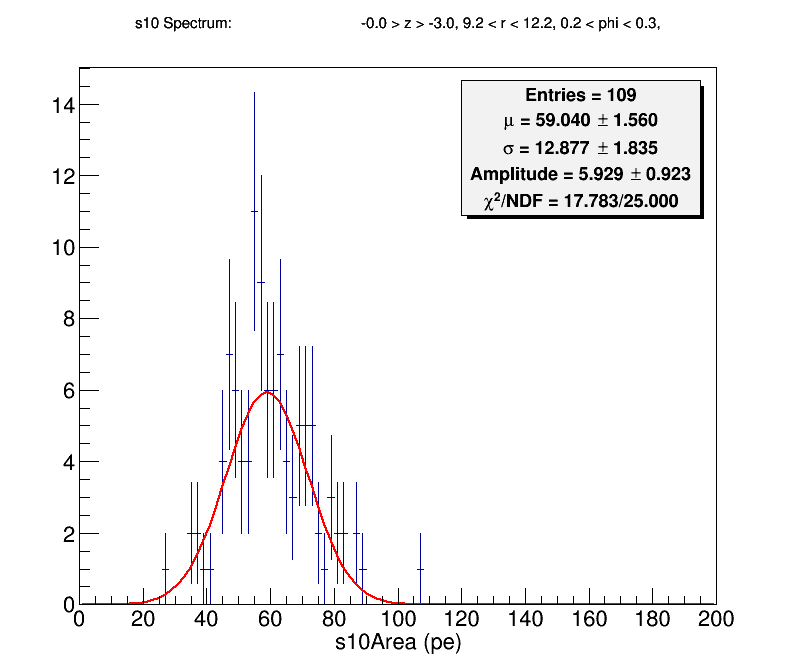 s10 Spectrum: -0.0 > z > -3.0, 9.2 < r < 12.2, 0.2 < phi < 0.3,
Entries = 109
μ = 59.040 ± 1.560
σ = 12.877 ± 1.835
Amplitude = 5.929 ± 0.923
χ²/NDF = 17.783/25.000
14
12
10
8
6
4
2
0
0 20 40 60 80 100 120 140 160 180 200
s10Area (pe)